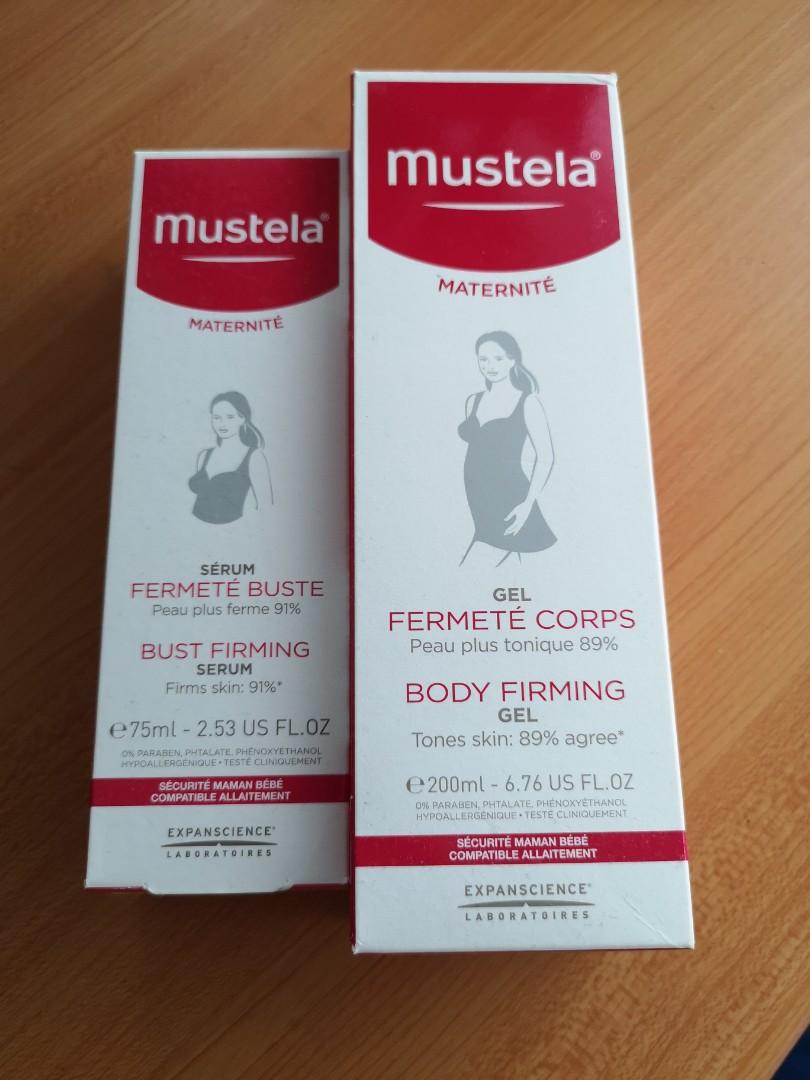 mustela®
MATERNITÉ
SÉRUM
FERMETÉ BUSTE
Peau plus ferme 91%
BUST FIRMING
SERUM
Firms skin: 91%*
℮75ml - 2.53 US FL.OZ
0% PARABEN, PHTALATE, PHÉNOXYÉTHANOL
HYPOALLERGÉNIQUE • TESTÉ CLINIQUEMENT
SÉCURITÉ MAMAN BÉBÉ
COMPATIBLE ALLAITEMENT
EXPANSCIENCE®
LABORATOIRES
mustela®
MATERNITÉ
GEL
FERMETÉ CORPS
Peau plus tonique 89%
BODY FIRMING
GEL
Tones skin: 89% agree*
℮200ml - 6.76 US FL.OZ
0% PARABEN, PHTALATE, PHÉNOXYÉTHANOL
HYPOALLERGÉNIQUE • TESTÉ CLINIQUEMENT
SÉCURITÉ MAMAN BÉBÉ
COMPATIBLE ALLAITEMENT
EXPANSCIENCE®
LABORATOIRES